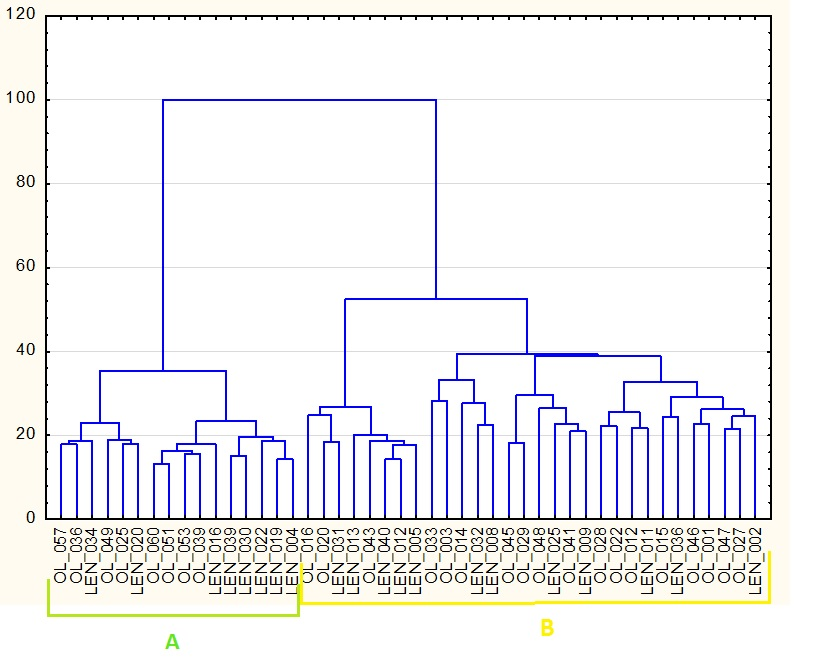 120
100
80
60
40
20
0
OL_057
OL_036
LEN_034
OL_049
OL_025
LEN_020
OL_060
OL_051
OL_053
OL_039
LEN_016
LEN_039
LEN_030
LEN_022
LEN_019
LEN_004
OL_016
OL_020
LEN_031
LEN_013
OL_043
LEN_040
LEN_012
LEN_005
OL_033
OL_003
OL_014
LEN_032
LEN_008
OL_045
OL_029
OL_048
LEN_025
OL_041
LEN_009
OL_028
OL_022
OL_012
LEN_011
OL_015
LEN_036
OL_046
OL_001
OL_047
OL_027
LEN_002
A
B